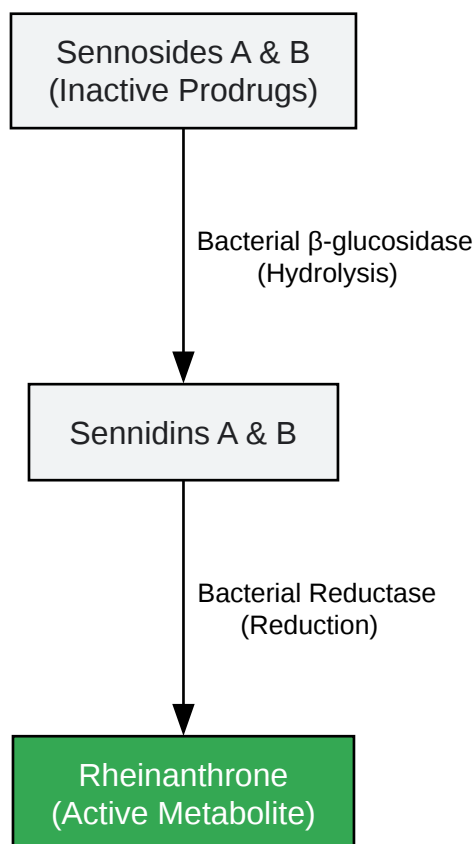 Sennosides A & B
(Inactive Prodrugs)
Bacterial β-glucosidase
(Hydrolysis)
Sennidins A & B
Bacterial Reductase
(Reduction)
Rheinanthrone
(Active Metabolite)